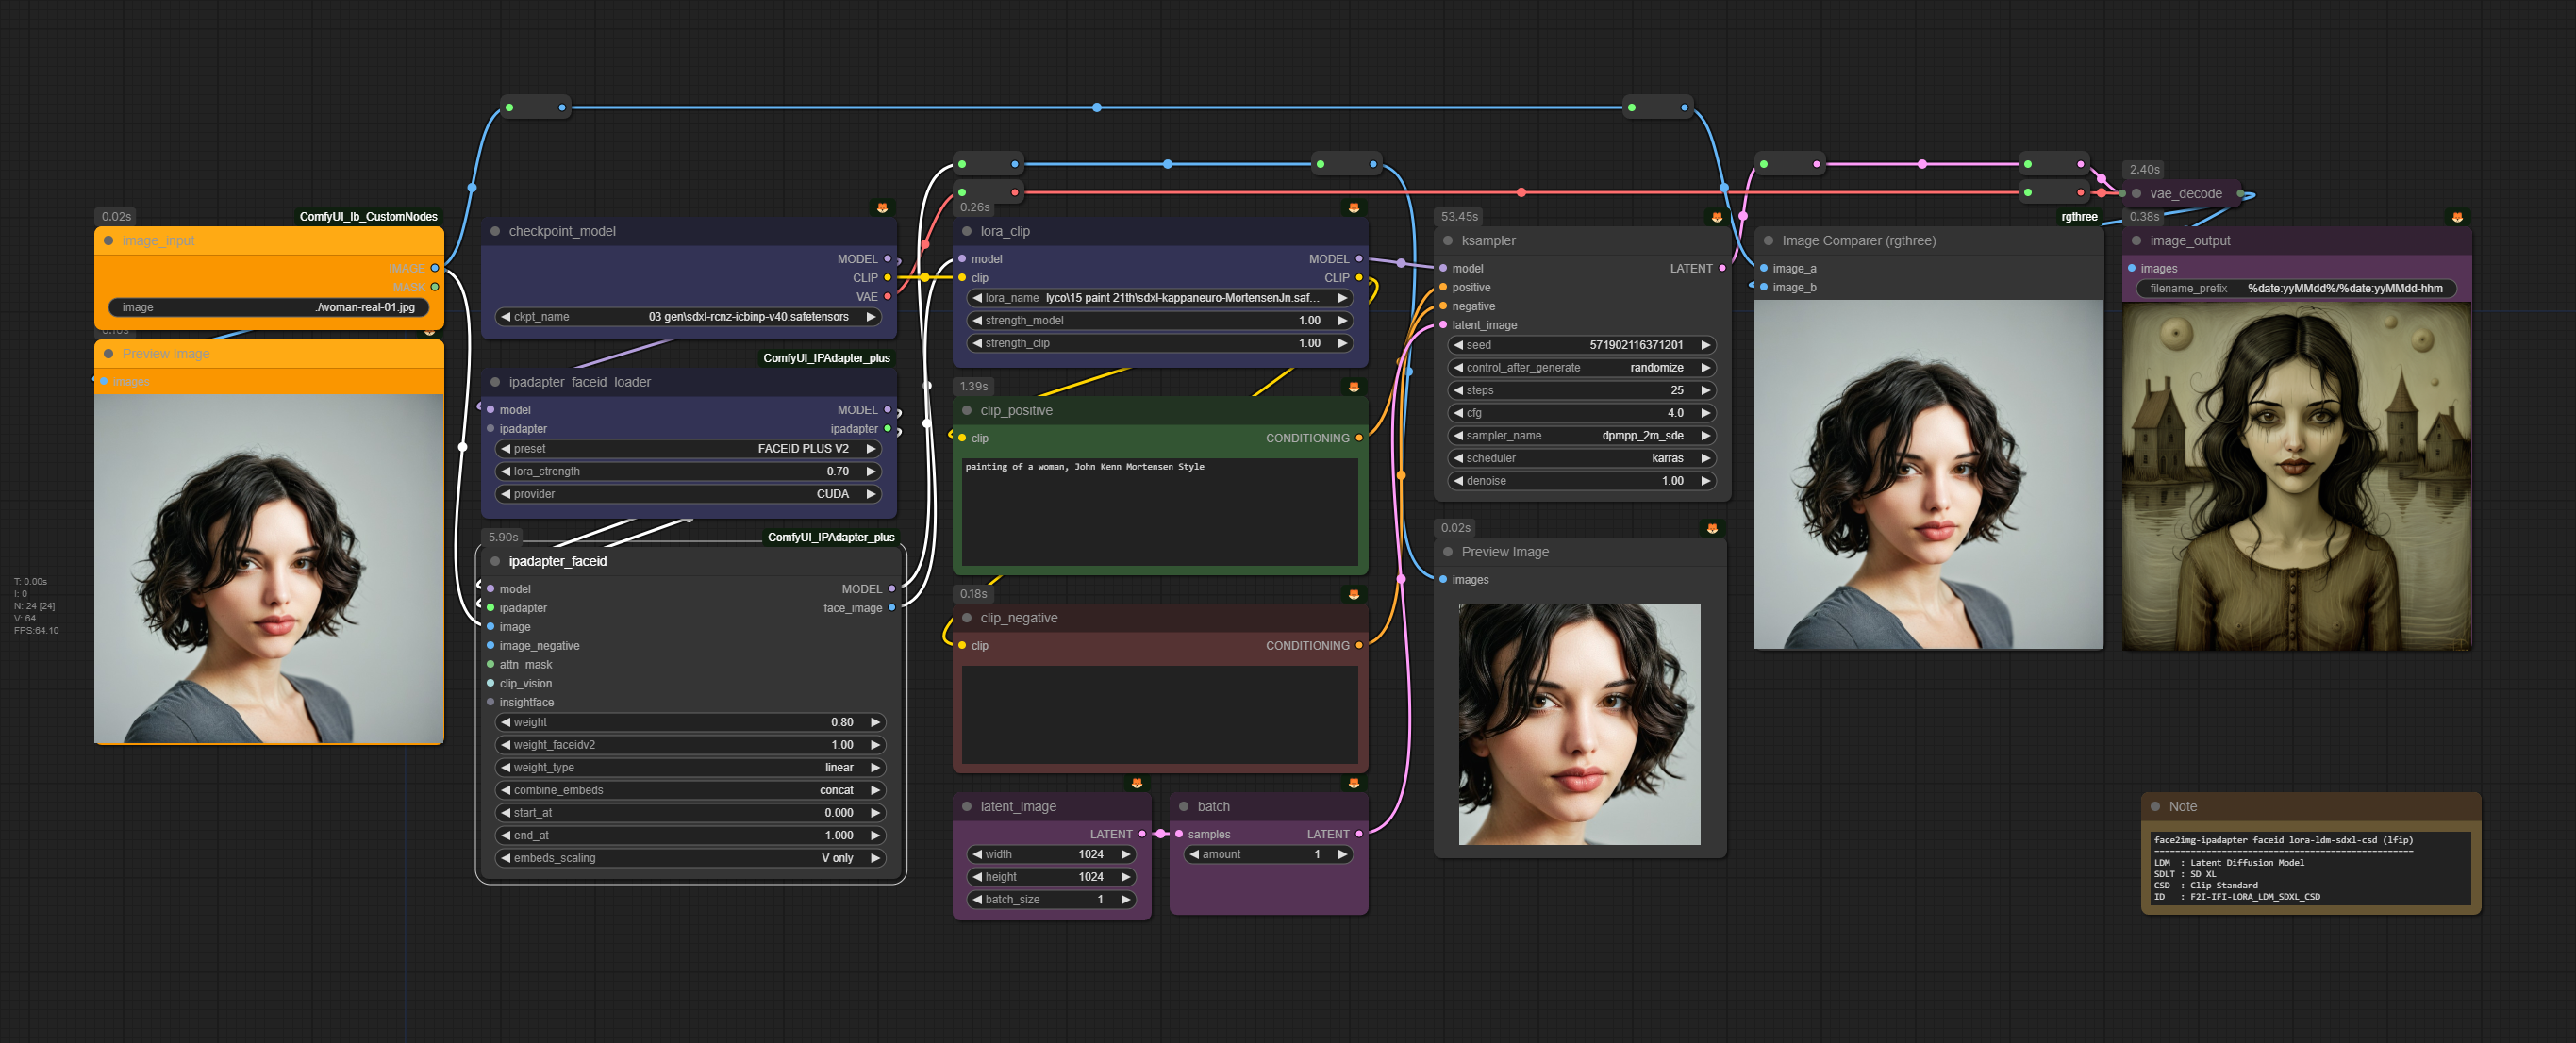 0.02s
ComfyUI_Ib_CustomNodes
image_input
IMAGE
MASK
image ./woman-real-01.jpg
Preview Image
images
T: 0.00s
I: 0
N: 24 [24]
V: 64
FPS:64.10
checkpoint_model
MODEL
CLIP
VAE
ckpt_name 03 gen\sdxl-rcnz-icbinp-v40.safetensors
ComfyUI_IPAdapter_plus
ipadapter_faceid_loader
model MODEL
ipadapter ipadapter
preset FACEID PLUS V2
lora_strength 0.70
provider CUDA
5.90s
ComfyUI_IPAdapter_plus
ipadapter_faceid
model MODEL
ipadapter face_image
image
image_negative
attn_mask
clip_vision
insightface
weight 0.80
weight_faceidv2 1.00
weight_type linear
combine_embeds concat
start_at 0.000
end_at 1.000
embeds_scaling V only
0.26s
lora_clip
model MODEL
clip CLIP
lora_name lyco\15 paint 21th\sdxl-kappaneuro-MortensenJn.saf...
strength_model 1.00
strength_clip 1.00
1.39s
clip_positive
clip CONDITIONING
painting of a woman, John Kenn Mortensen Style
0.18s
clip_negative
clip CONDITIONING
latent_image
LATENT
width 1024
height 1024
batch_size 1
batch
samples LATENT
amount 1
53.45s
ksampler
model LATENT
positive
negative
latent_image
seed 571902116371201
control_after_generate randomize
steps 25
cfg 4.0
sampler_name dpmpp_2m_sde
scheduler karras
denoise 1.00
0.02s
Preview Image
images
rgthree
Image Comparer (rgthree)
image_a
image_b
2.40s
vae_decode
0.38s
image_output
images
filename_prefix %date:yyMMdd%/%date:yyMMdd-hhm
Note
face2img-ipadapter faceid lora-ldm-sdxl-csd (lfip)
==================================================
LDM : Latent Diffusion Model
SDLT : SD XL
CSD : Clip Standard
ID : F2I-IFI-LORA_LDM_SDXL_CSD